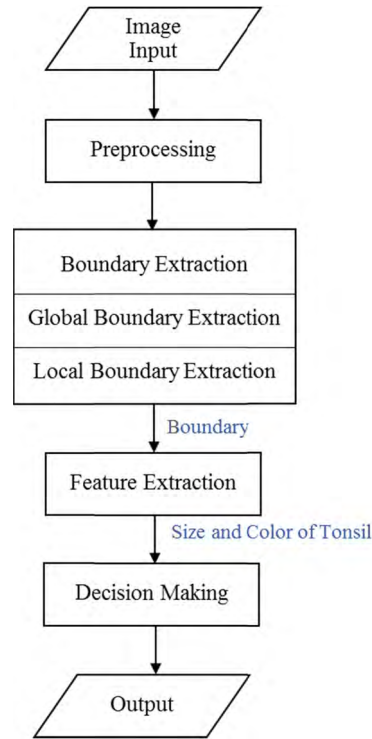 Image
Input
Preprocessing
Boundary Extraction
Global Boundary Extraction
Local Boundary Extraction
Boundary
Feature Extraction
Size and Color of Tonsil
Decision Making
Output